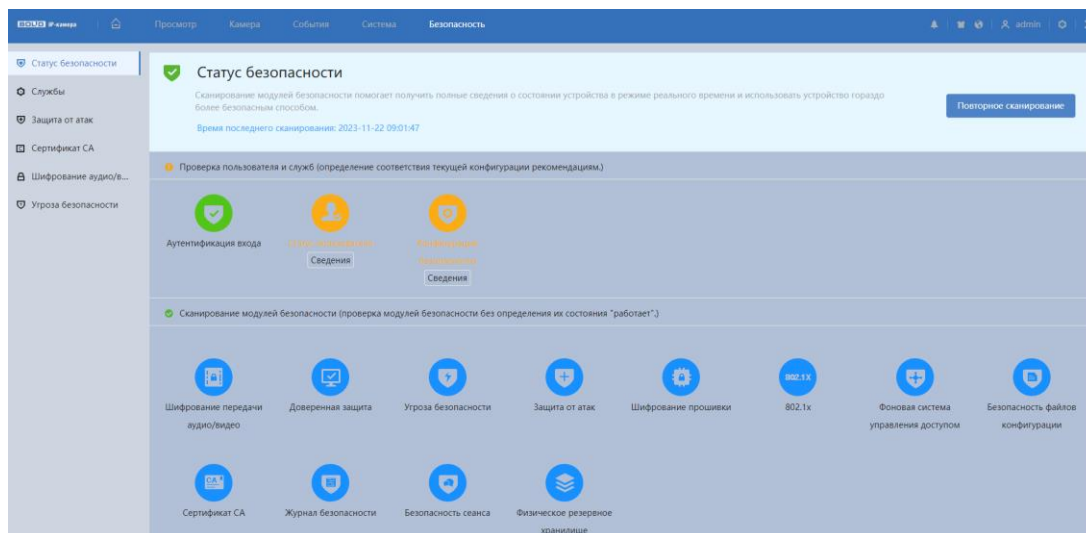 BOLID IP-камера
Просмотр
Камера
События
Система
Безопасность
admin
Статус безопасности
Службы
Защита от атак
Сертификат CA
Шифрование аудио/в...
Угроза безопасности
Статус безопасности
Сканирование модулей безопасности помогает получить полные сведения о состоянии устройства в режиме реального времени и использовать устройство гораздо
более безопасным способом.
Время последнего сканирования: 2023-11-22 09:01:47
Повторное сканирование
Проверка пользователя и служб (определение соответствия текущей конфигурации рекомендациям.)
Аутентификация входа
Сведения
Сведения
Сканирование модулей безопасности (проверка модулей безопасности без определения их состояния "работает".)
802.1X
Шифрование передачи
аудио/видео
Доверенная защита
Угроза безопасности
Защита от атак
Шифрование прошивки
802.1x
Фоновая система
управления доступом
Безопасность файлов
конфигурации
CA
Сертификат CA
Журнал безопасности
Безопасность сеанса
Физическое резервное
хранилище